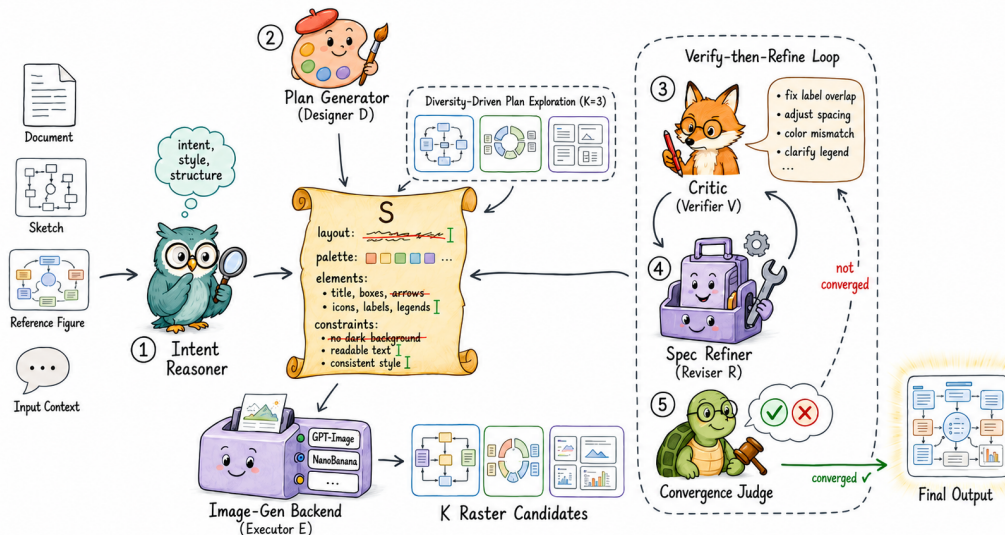 Document
Sketch
Reference Figure
Input Context
intent,
style,
structure
① Intent
Reasoner
②
Plan Generator
(Designer D)
Diversity-Driven Plan Exploration (K=3)
S
layout:
palette: ...
elements:
• title, boxes, arrows
• icons, labels, legends
constraints:
• no dark background
• readable text
• consistent style
GPT-Image
NanoBanana
...
Image-Gen Backend
(Executor E)
K Raster Candidates
Verify-then-Refine Loop
③
• fix label overlap
• adjust spacing
• color mismatch
• clarify legend
...
Critic
(Verifier V)
④
Spec Refiner
(Reviser R)
not
converged
⑤
Convergence Judge
converged ✓
Final Output